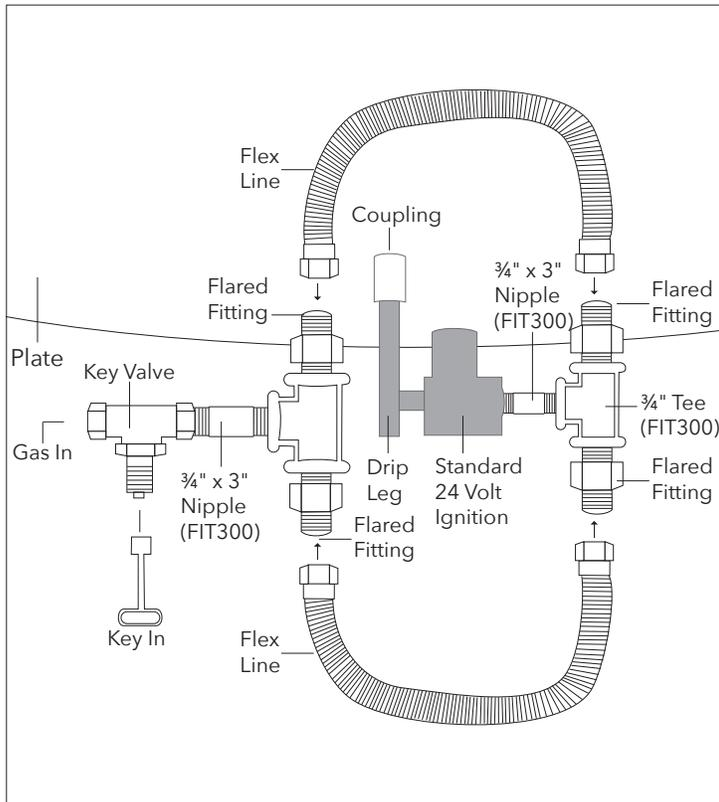 Flex
Line
Coupling
¾" x 3"
Nipple
(FIT300)
Flared
Fitting
Flared
Fitting
Plate
Key Valve
Gas In
¾" Tee
(FIT300)
¾" x 3"
Nipple
(FIT300)
Drip
Leg
Standard
24 Volt
Ignition
Flared
Fitting
Flared
Fitting
Key In
Flex
Line